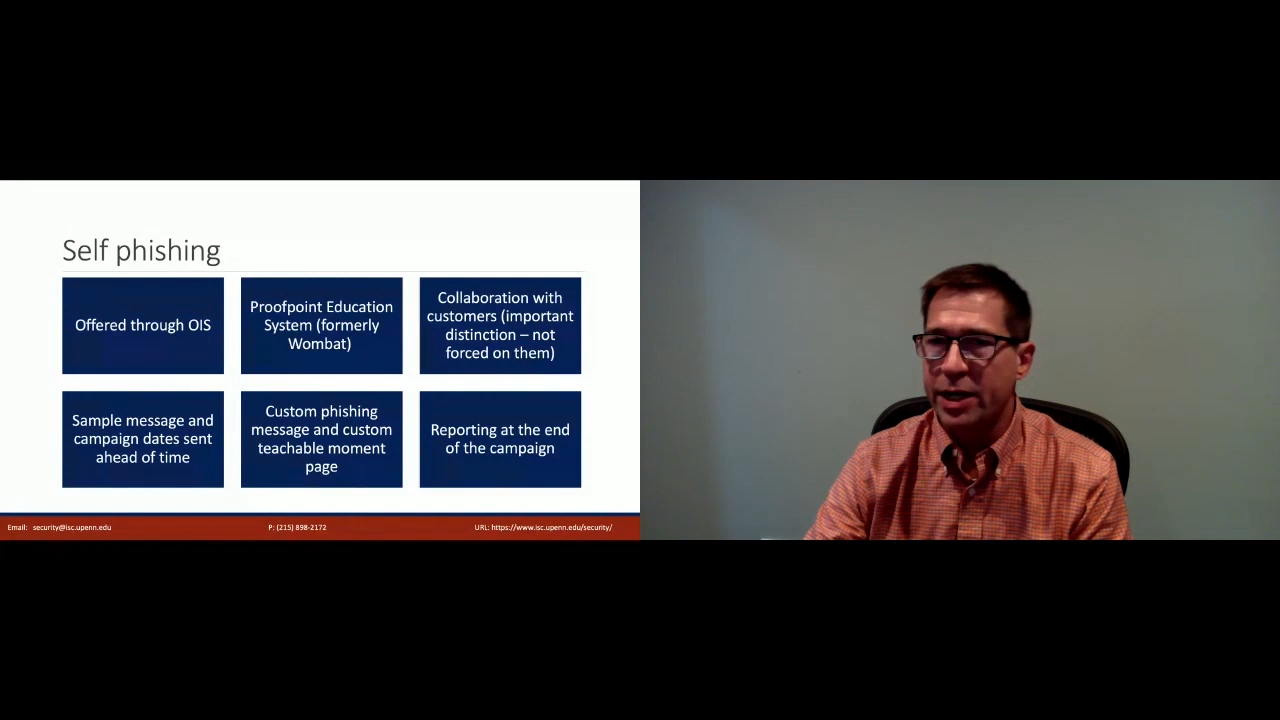 Self phishing
Offered through OIS
Proofpoint Education
System (formerly
Wombat)
Collaboration with
customers (important
distinction – not
forced on them)
Sample message and
campaign dates sent
ahead of time
Custom phishing
message and custom
teachable moment
page
Reporting at the end
of the campaign
Email: security@isc.upenn.edu
P: (215) 898-2172
URL: https://www.isc.upenn.edu/security/